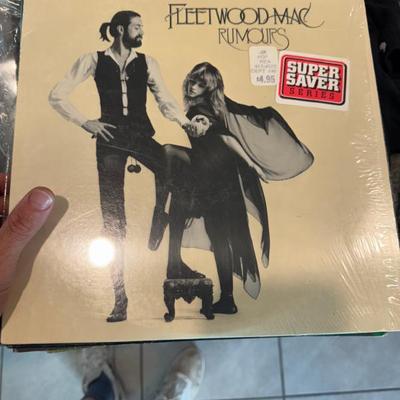 FLEETWOOD MAC
RUMOURS
$4.95
SUPER
SAVER
SERIES